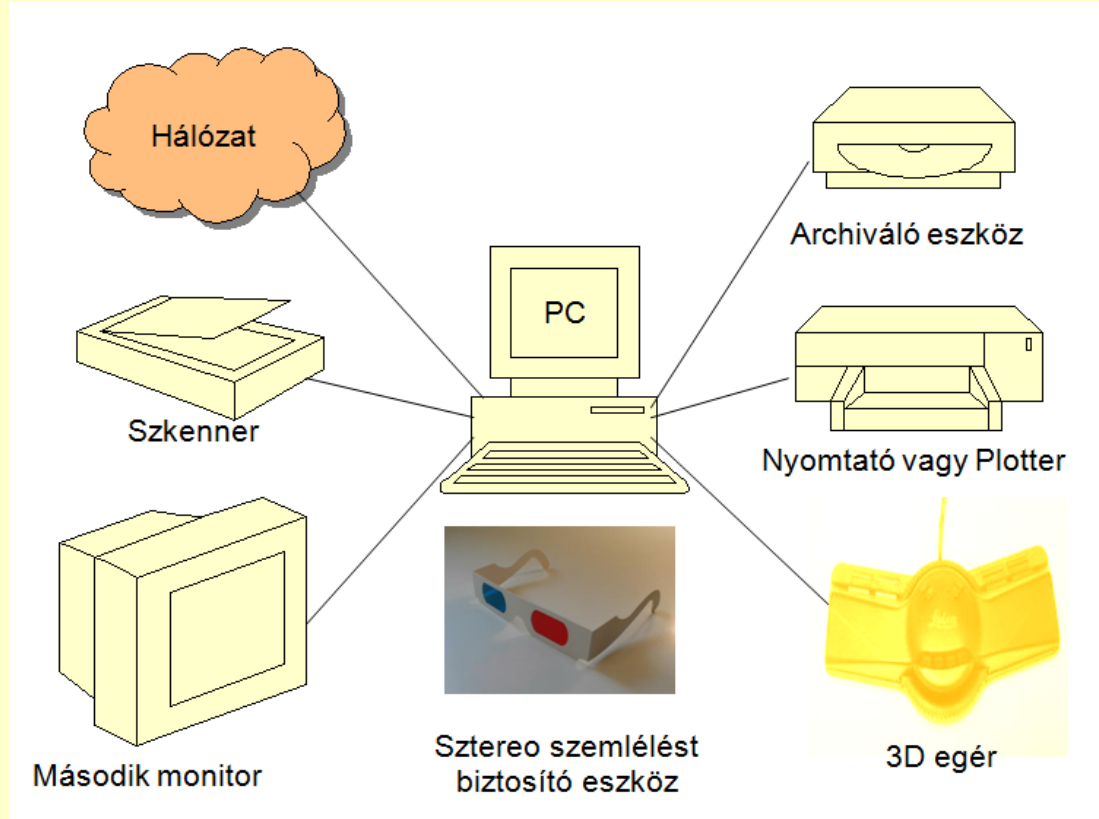 Hálózat
Archiváló eszköz
PC
Szkenner
Nyomtató vagy Plotter
Második monitor
Sztereo szemlélést
biztosító eszköz
3D egér